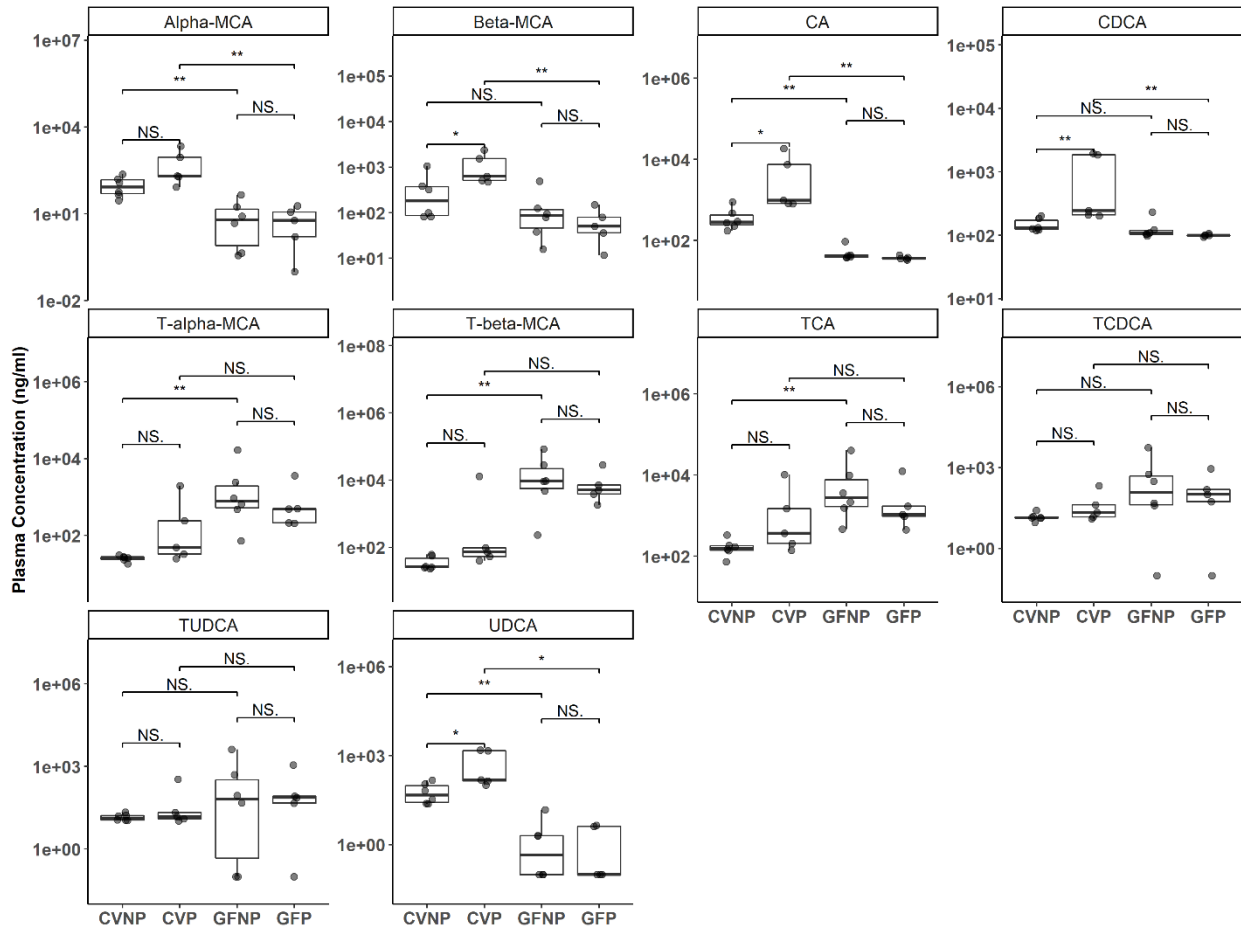 Alpha-MCA
Beta-MCA
CA
CDCA
1e+07
1e+04
1e+01
1e-02
**
**
NS.
NS.
1e+05
1e+04
1e+03
1e+02
1e+01
**
NS.
NS.
*
1e+06
1e+04
1e+02
**
**
NS.
*
1e+05
1e+04
1e+03
1e+02
1e+01
**
NS.
NS.
**
T-alpha-MCA
T-beta-MCA
TCA
TCDCA
Plasma Concentration (ng/ml)
1e+06
1e+04
1e+02
NS.
**
NS.
NS.
1e+08
1e+06
1e+04
1e+02
NS.
**
NS.
NS.
1e+06
1e+04
1e+02
NS.
**
NS.
NS.
1e+06
1e+03
1e+00
NS.
NS.
NS.
NS.
CVNP CVP GFNP GFP
CVNP CVP GFNP GFP
TUDCA
UDCA
1e+06
1e+03
1e+00
NS.
NS.
NS.
NS.
1e+06
1e+03
1e+00
*
**
NS.
*
CVNP CVP GFNP GFP
CVNP CVP GFNP GFP